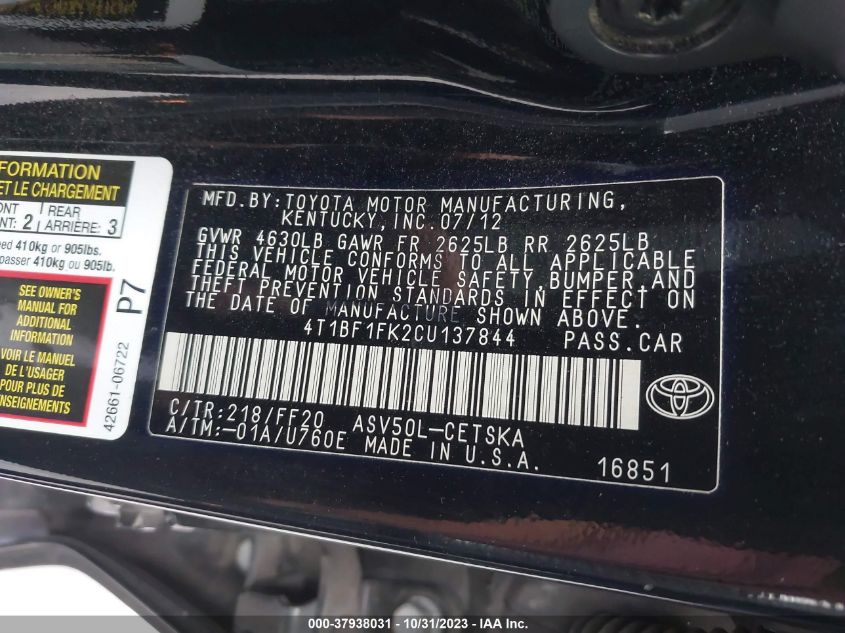 FORMATION
ET LE CHARGEMENT
ONT 2 REAR 3
NT: ARRIÈRE:
eed 410kg or 905lbs.
passer 410kg ou 905lb.
SEE OWNER'S
MANUAL FOR
ADDITIONAL
INFORMATION
VOIR LE MANUEL
DE L'USAGER
POUR PLUS DE
RENSEIGNEMENTS
P7
42661-06722
MFD.BY:TOYOTA MOTOR MANUFACTURING,
KENTUCKY,INC.07/12
GVWR 4630LB GAWR FR 2625LB RR 2625LB
THIS VEHICLE CONFORMS TO ALL APPLICABLE
FEDERAL MOTOR VEHICLE SAFETY,BUMPER,AND
THEFT PREVENTION STANDARDS IN EFFECT ON
THE DATE OF MANUFACTURE SHOWN ABOVE.
4T1BF1FK2CU137844 PASS.CAR
C/TR:218/FF20 ASV50L-CETSKA
A/TM:-01A/U760E MADE IN U.S.A.
16851
000-37938031 - 10/31/2023 - © IAA Inc.